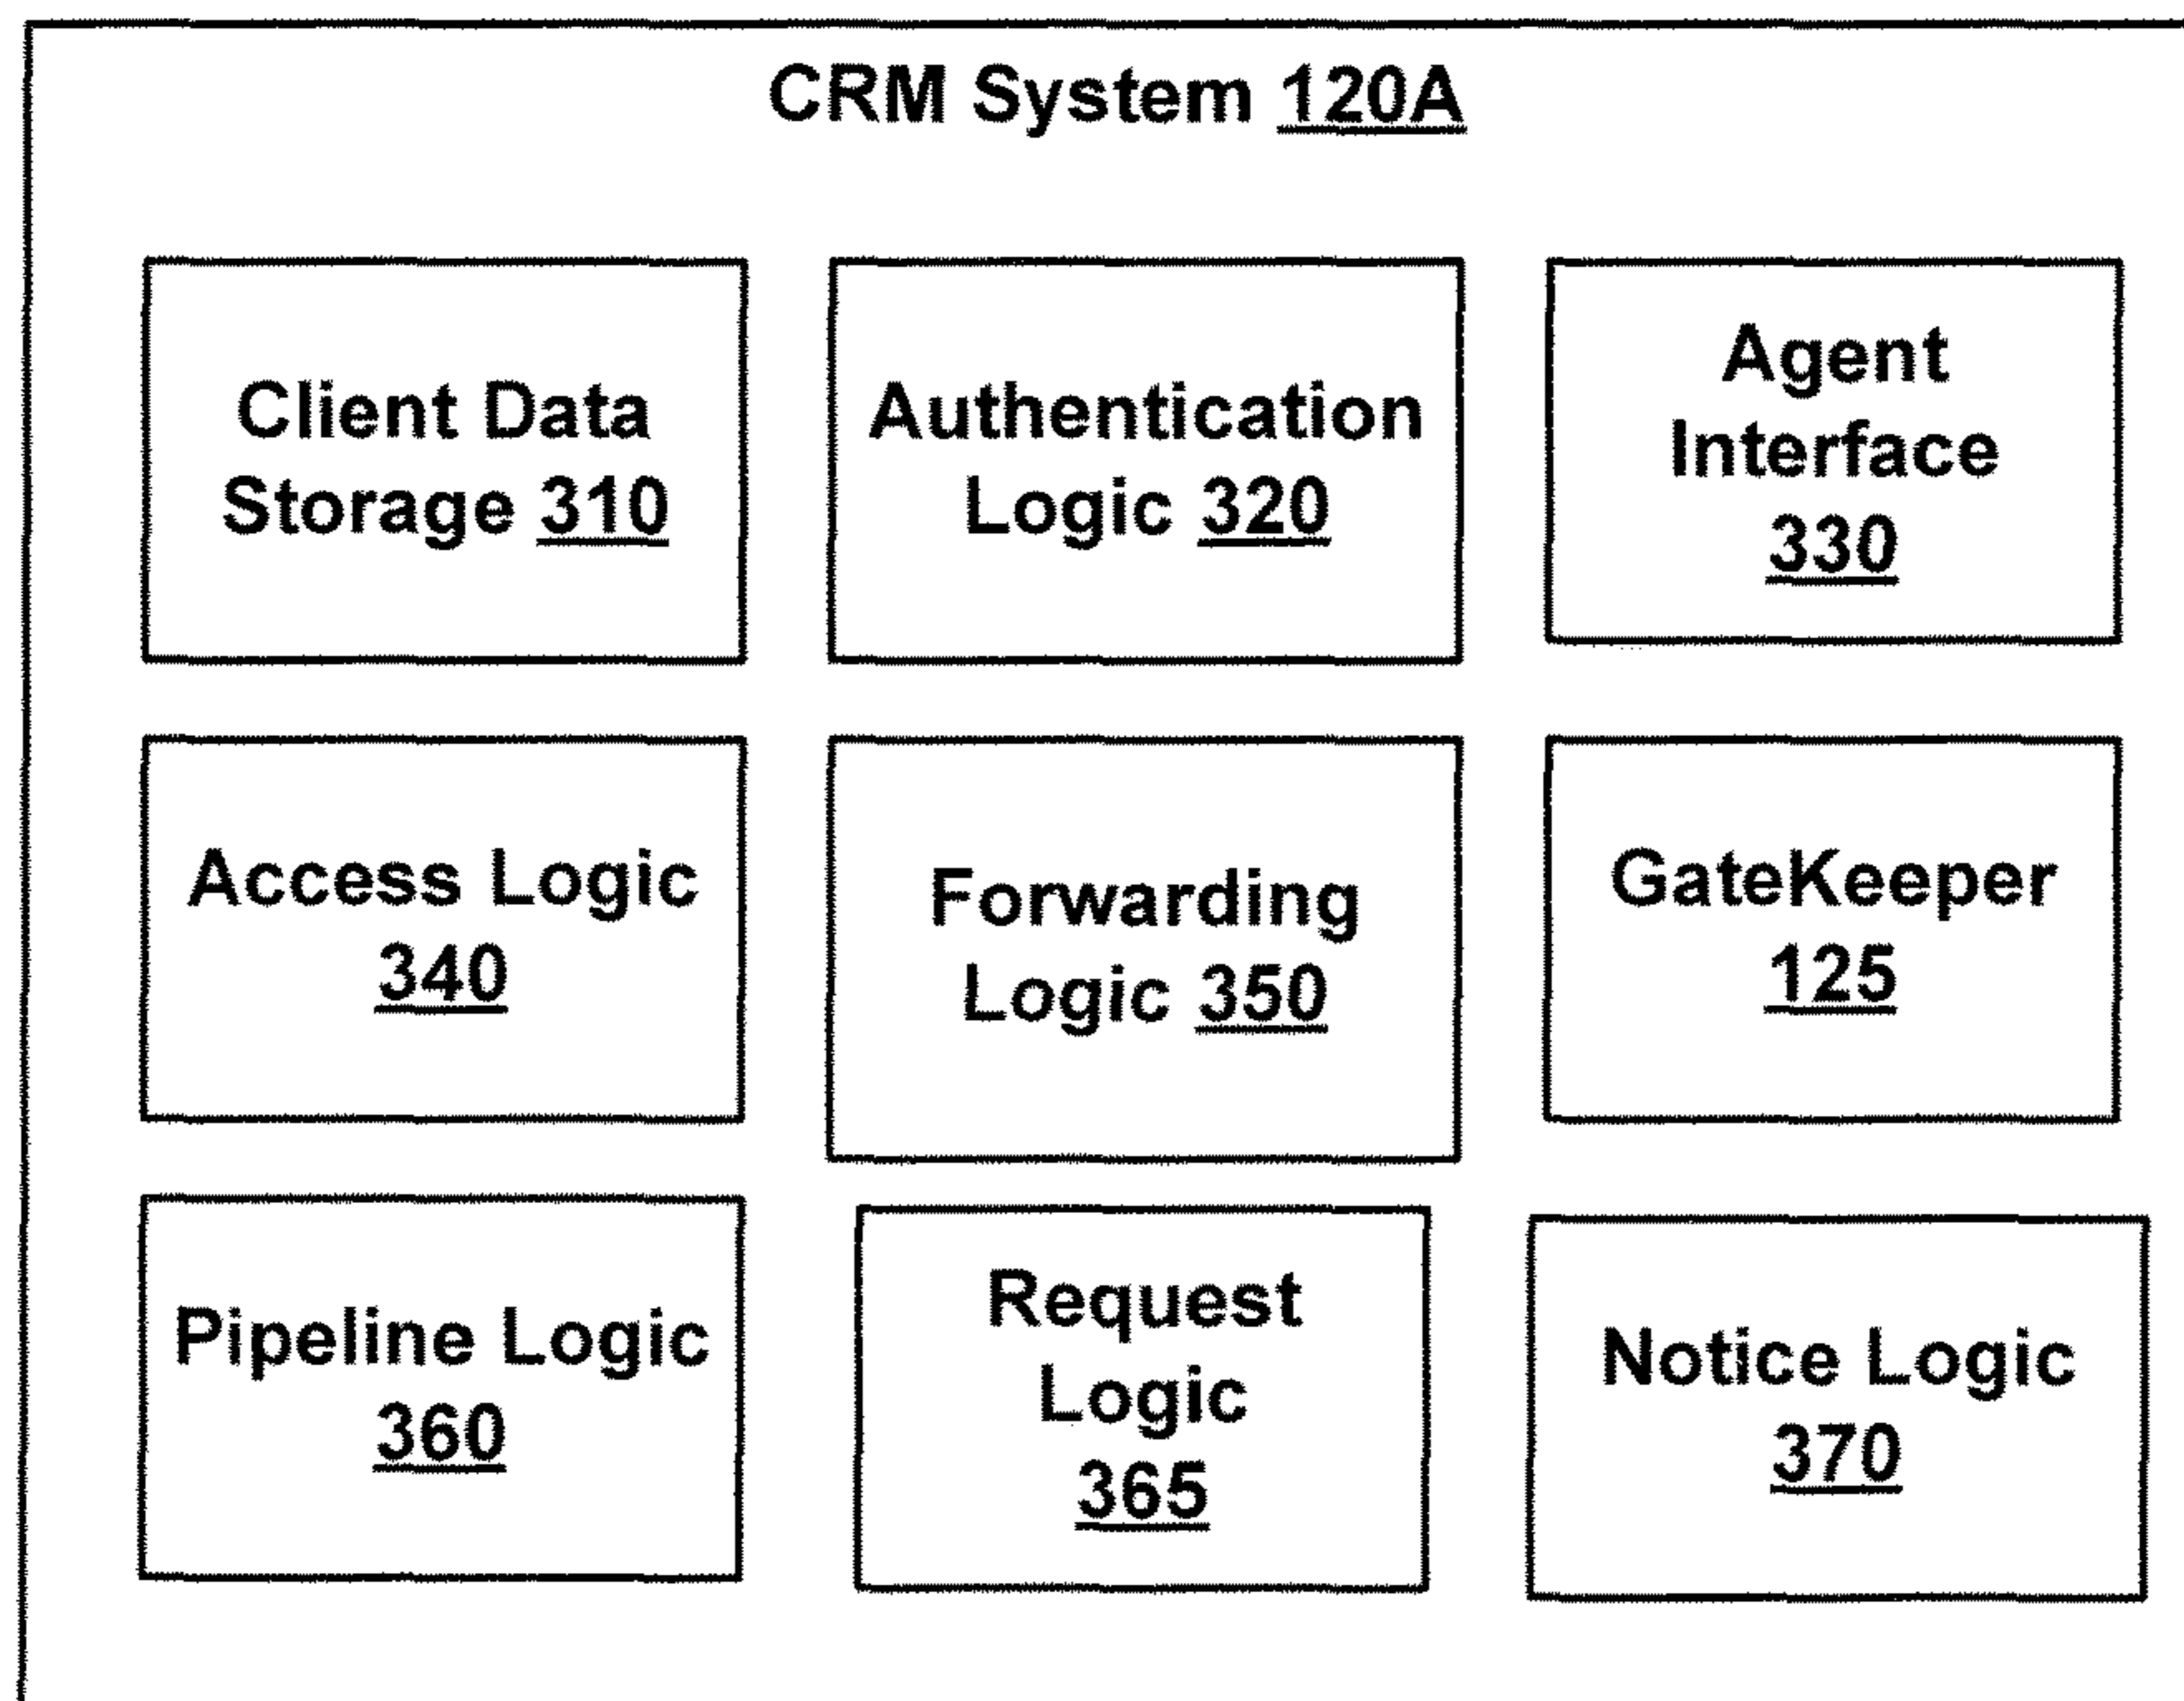 CRM System 120A
Client Data
Storage 310
Authentication
Logic 320
Agent
Interface
330
Access Logic
340
Forwarding
Logic 350
GateKeeper
125
Pipeline Logic
360
Request
Logic
365
Notice Logic
370